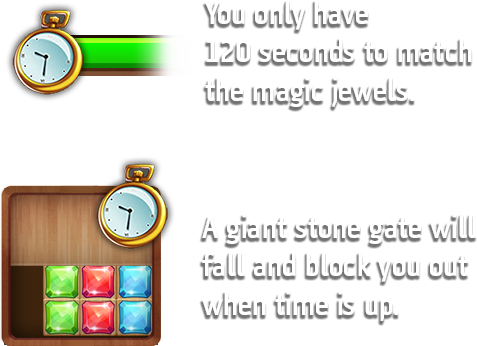 You only have
120 seconds to match
the magic jewels.
A giant stone gate will
fall and block you out
when time is up.